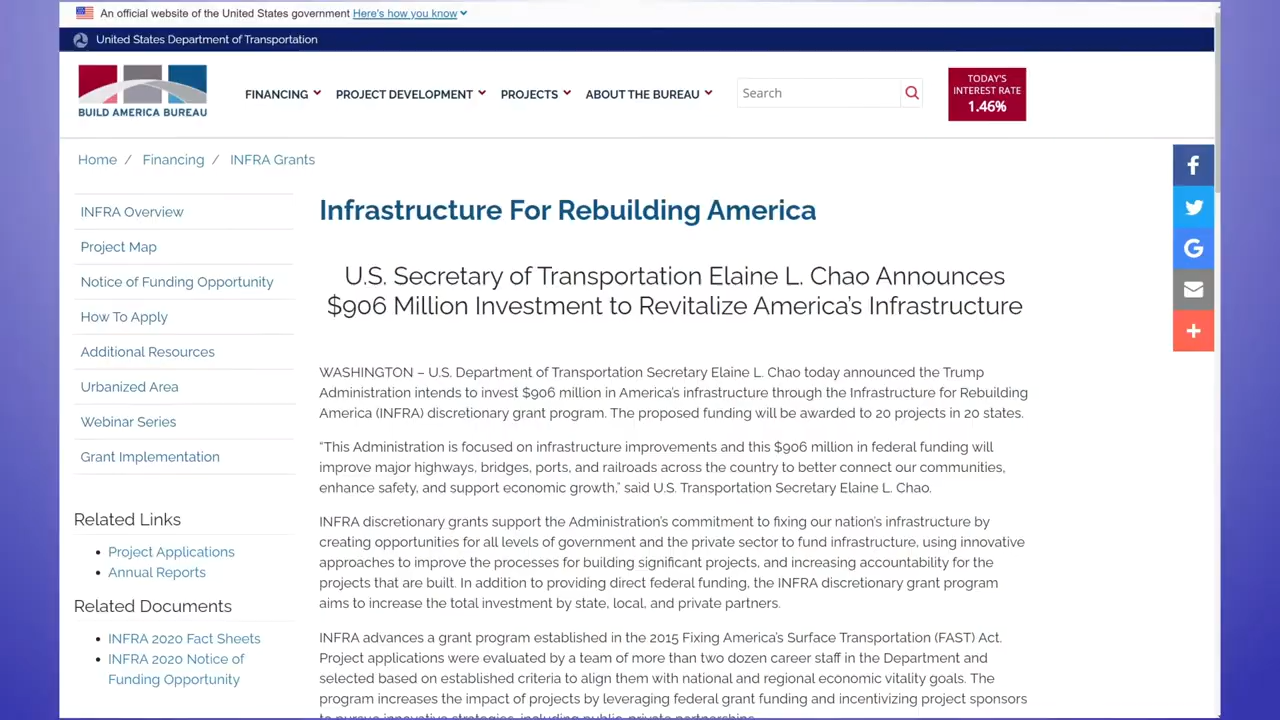 An official website of the United States government Here's how you know
United States Department of Transportation
BUILD AMERICA BUREAU
FINANCING
PROJECT DEVELOPMENT
PROJECTS
ABOUT THE BUREAU
Search
TODAY'S
INTEREST RATE
1.46%
Home / Financing / INFRA Grants
INFRA Overview
Project Map
Notice of Funding Opportunity
How To Apply
Additional Resources
Urbanized Area
Webinar Series
Grant Implementation
Related Links
Project Applications
Annual Reports
Related Documents
INFRA 2020 Fact Sheets
INFRA 2020 Notice of
Funding Opportunity
Infrastructure For Rebuilding America
U.S. Secretary of Transportation Elaine L. Chao Announces
$906 Million Investment to Revitalize America's Infrastructure
WASHINGTON – U.S. Department of Transportation Secretary Elaine L. Chao today announced the Trump
Administration intends to invest $906 million in America's infrastructure through the Infrastructure for Rebuilding
America (INFRA) discretionary grant program. The proposed funding will be awarded to 20 projects in 20 states.
“This Administration is focused on infrastructure improvements and this $906 million in federal funding will
improve major highways, bridges, ports, and railroads across the country to better connect our communities,
enhance safety, and support economic growth,” said U.S. Transportation Secretary Elaine L. Chao.
INFRA discretionary grants support the Administration's commitment to fixing our nation's infrastructure by
creating opportunities for all levels of government and the private sector to fund infrastructure, using innovative
approaches to improve the processes for building significant projects, and increasing accountability for the
projects that are built. In addition to providing direct federal funding, the INFRA discretionary grant program
aims to increase the total investment by state, local, and private partners.
INFRA advances a grant program established in the 2015 Fixing America's Surface Transportation (FAST) Act.
Project applications were evaluated by a team of more than two dozen career staff in the Department and
selected based on established criteria to align them with national and regional economic vitality goals. The
program increases the impact of projects by leveraging federal grant funding and incentivizing project sponsors
to pursue innovative strategies, including public-private partnerships.